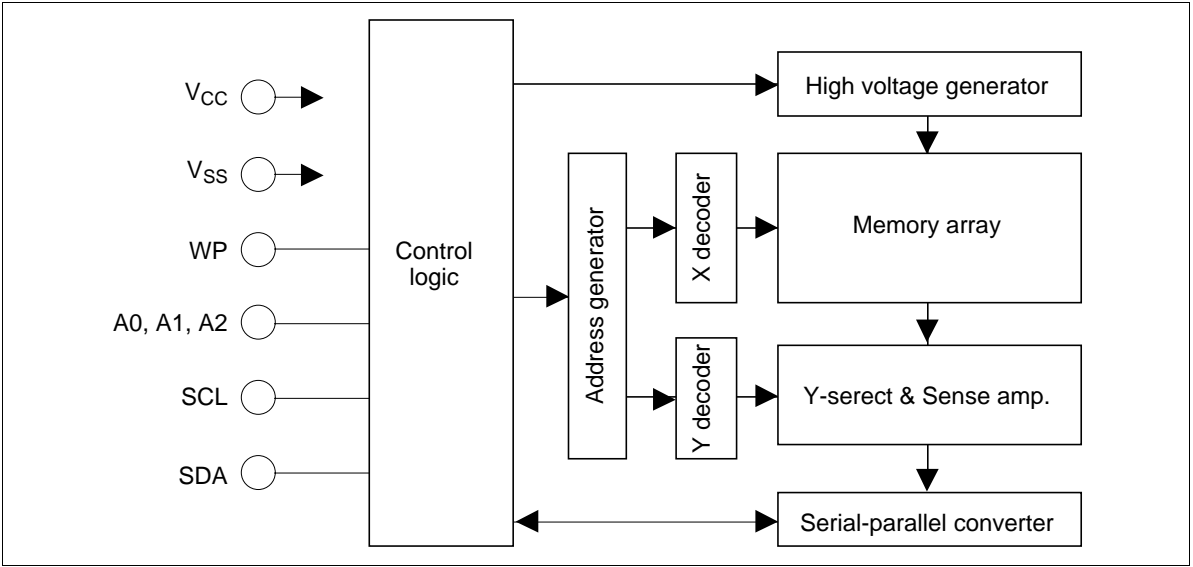 VCC
VSS
WP
A0, A1, A2
SCL
SDA
Control
logic
Address generator
X decoder
Y decoder
High voltage generator
Memory array
Y-serect & Sense amp.
Serial-parallel converter